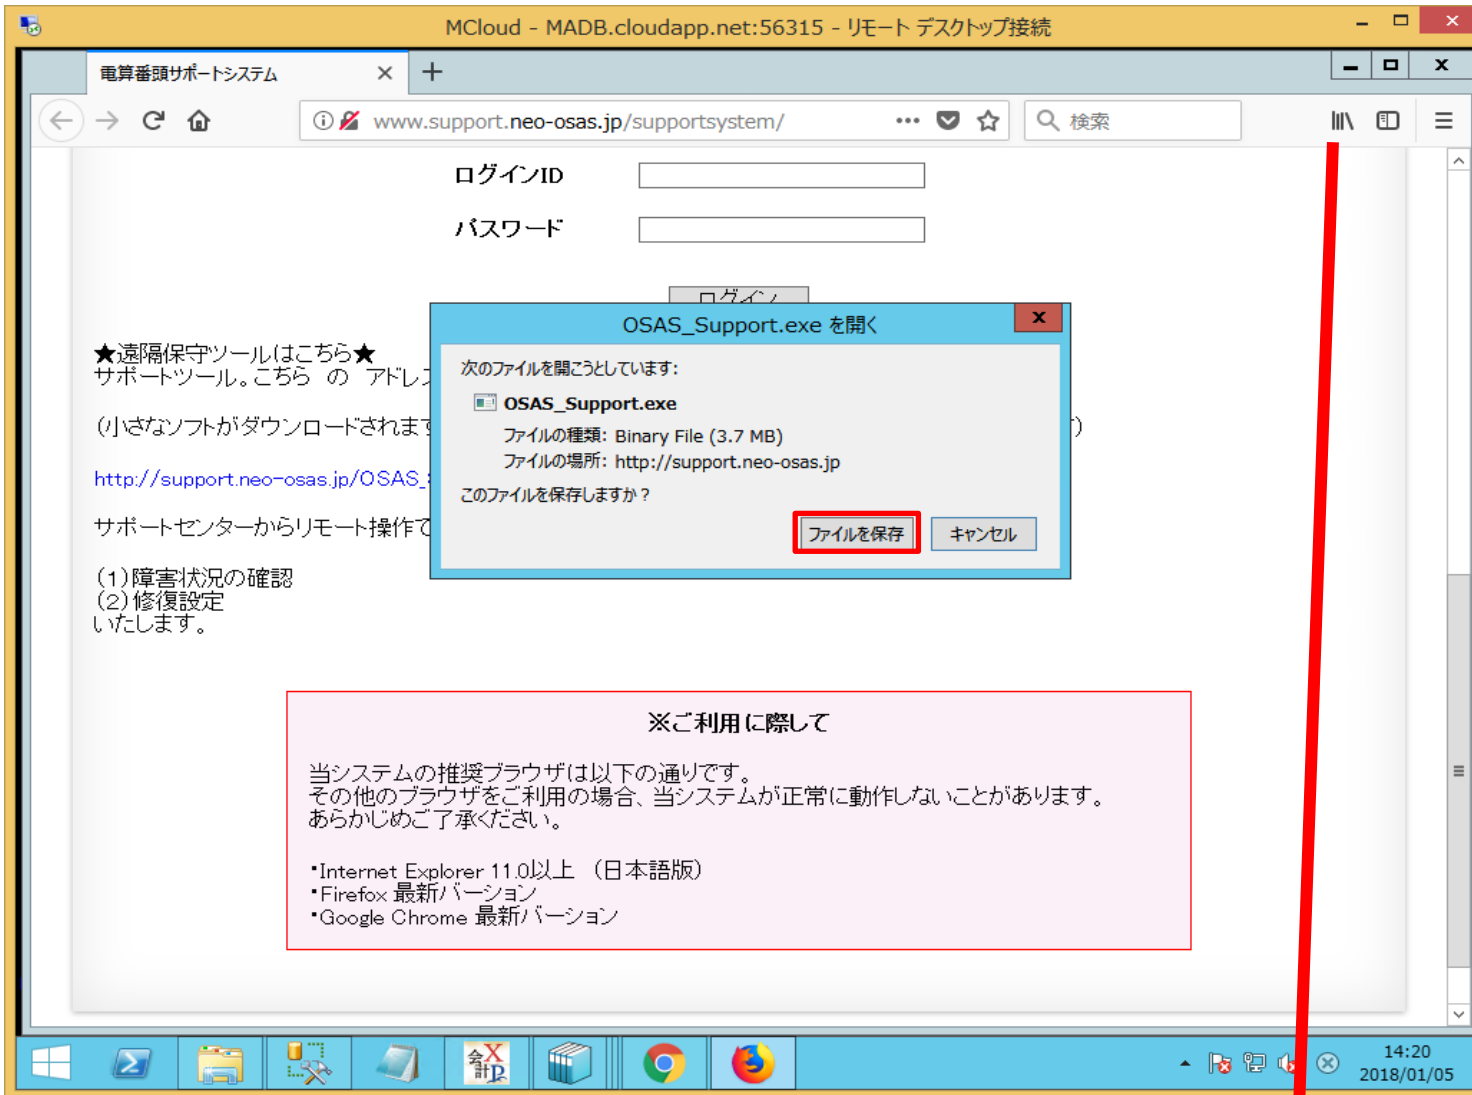 MCloud - MADB.cloudapp.net:56315 - リモート デスクトップ接続
電算番頭サポートシステム
www.support.neo-osas.jp/supportsystem/
検索
ログインID
パスワード
ログイン
OSAS_Support.exe を開く
次のファイルを開こうとしています:
OSAS_Support.exe
ファイルの種類: Binary File (3.7 MB)
ファイルの場所: http://support.neo-osas.jp
このファイルを保存しますか？
ファイルを保存
キャンセル
★遠隔保守ツールはこちら★
サポートツール。こちら の アドレス
(小さなソフトがダウンロードされます
http://support.neo-osas.jp/OSAS_
サポートセンターからリモート操作で
(1)障害状況の確認
(2)修復設定
いたします。
※ご利用に際して
当システムの推奨ブラウザは以下の通りです。
その他のブラウザをご利用の場合、当システムが正常に動作しないことがあります。
あらかじめご了承ください。
・Internet Explorer 11.0以上 （日本語版）
・Firefox 最新バージョン
・Google Chrome 最新バージョン
14:20
2018/01/05